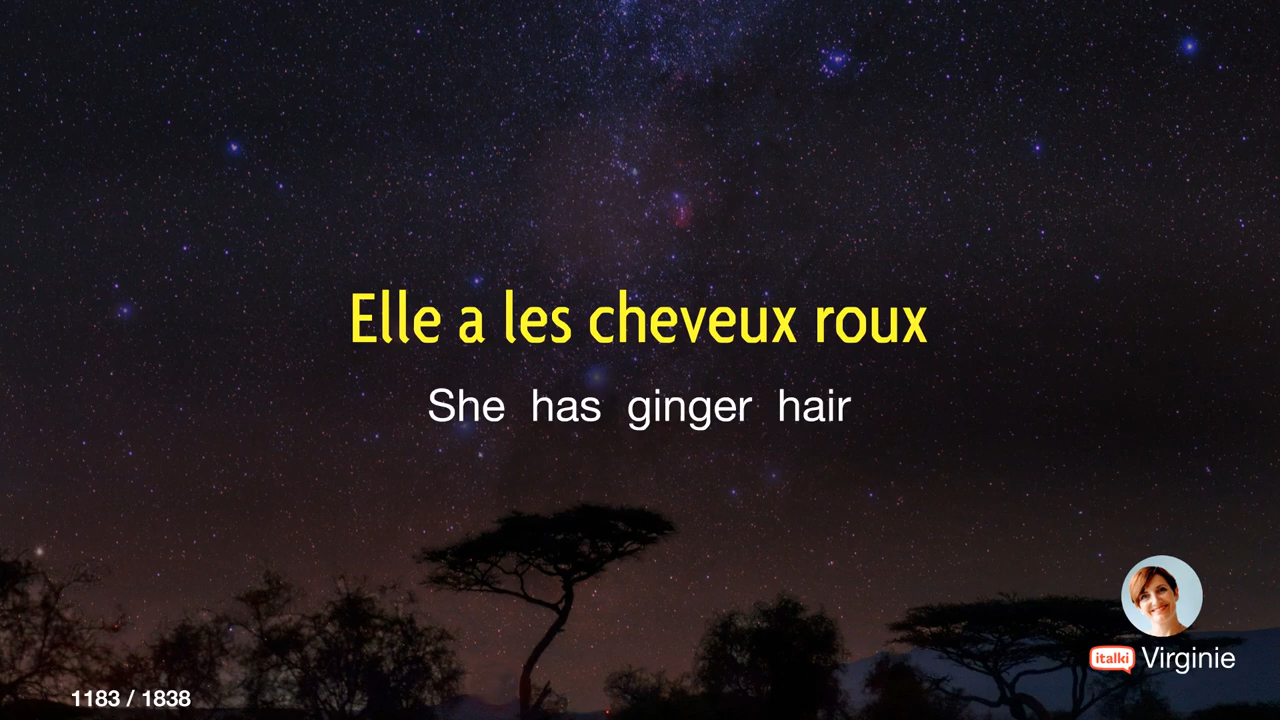 Elle a les cheveux roux
She has ginger hair
italki Virginie
1183 / 1838